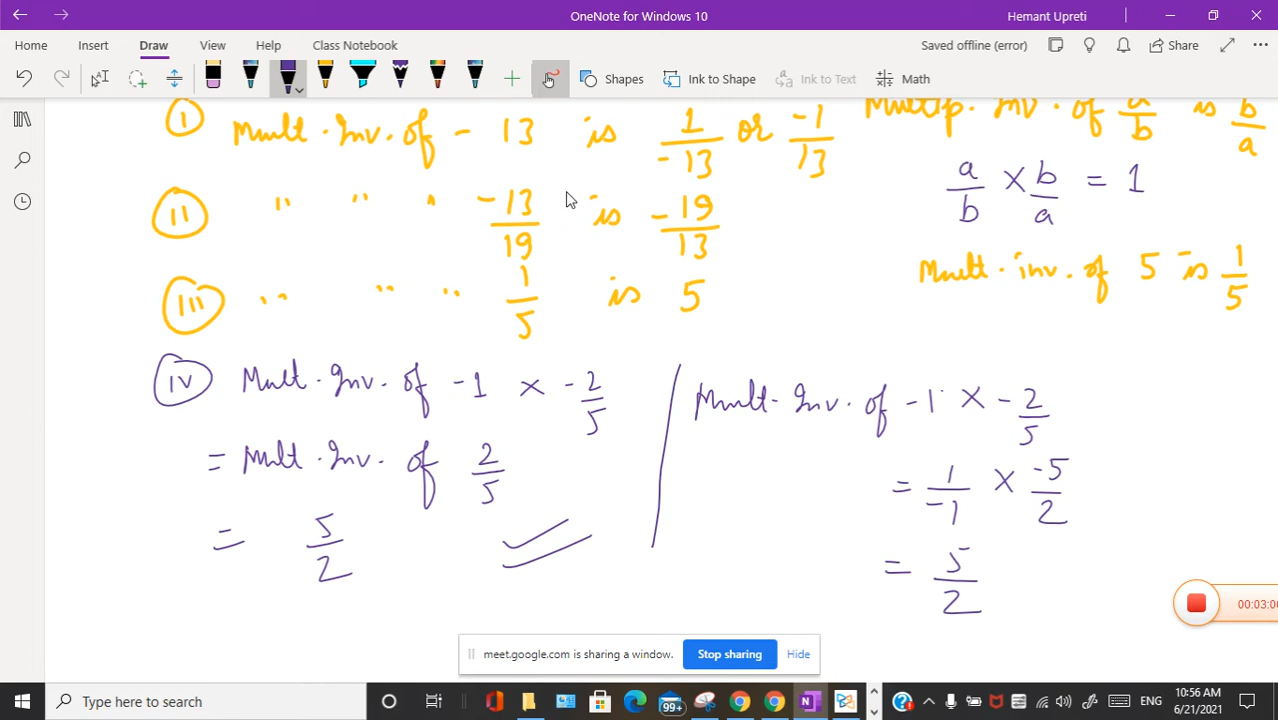 OneNote for Windows 10
Hemant Upreti
Home Insert Draw View Help Class Notebook
Saved offline (error)
Share
Shapes
Ink to Shape
Ink to Text
Math
(i) Mult. Inv. of - 13 is 1/-13 or -1/13
Multip. Inv. of a/b is b/a
a/b × b/a = 1
(ii) " " " -13/19 is -19/13
Mult. inv. of 5 is 1/5
(iii) " " " 1/5 is 5
(iv) Mult. Inv. of -1 × -2/5
= Mult. Inv. of 2/5
= 5/2
Mult. Inv. of -1 × -2/5
= 1/-1 × -5/2
= 5/2
00:03:0
meet.google.com is sharing a window.
Stop sharing
Hide
Type here to search
99+
ENG
10:56 AM
6/21/2021